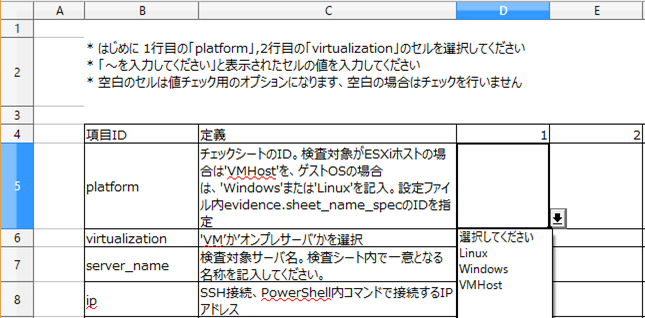 A B C D E
1
2
* はじめに 1行目の「platform」,2行目の「virtualization」のセルを選択してください
* 「～を入力してください」と表示されたセルの値を入力してください
* 空白のセルは値チェック用のオプションになります、空白の場合はチェックを行いません
3
4 項目ID 定義 1 2
5 platform
チェックシートのID。検査対象がESXiホストの場
合は'VMHost'を、ゲストOSの場合
は、'Windows'または'Linux'を記入。設定ファイ
ル内evidence.sheet_name_specのIDを指
定
6 virtualization 'VM'か'オンプレサーバ'かを選択
7 server_name
検査対象サーバ名。検査シート内で一意となる
名称を記入してください。
8 ip
SSH接続、PowerShell内コマンドで接続するIP
アドレス
選択してください
Linux
Windows
VMHost